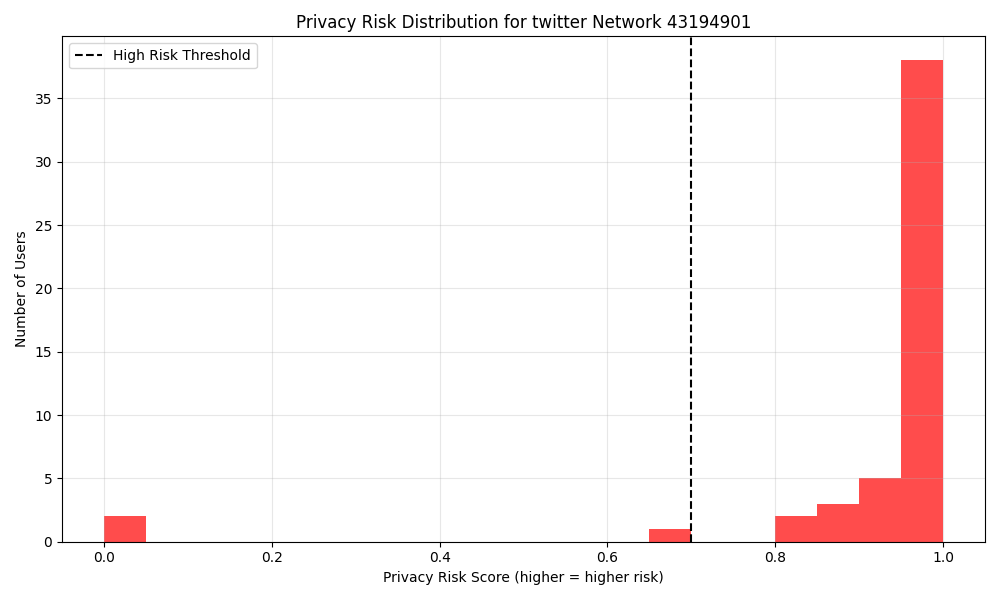 Privacy Risk Distribution for twitter Network 43194901
High Risk Threshold
Number of Users
35
30
25
20
15
10
5
0
0.0 0.2 0.4 0.6 0.8 1.0
Privacy Risk Score (higher = higher risk)